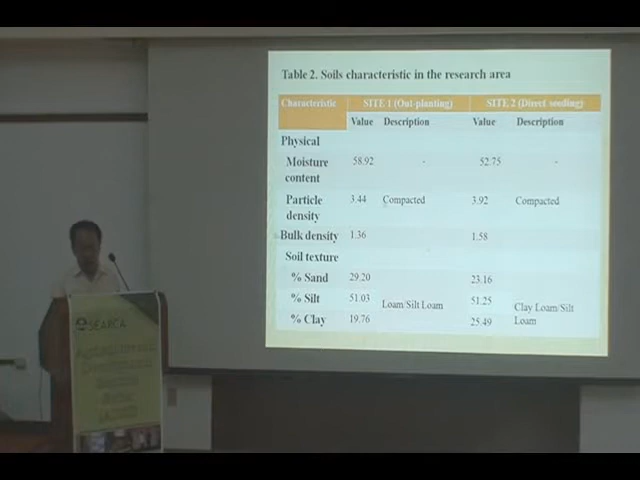 Table 2. Soils characteristic in the research area
Characteristic SITE 1 (Out-planting) SITE 2 (Direct seeding)
Value Description Value Description
Physical
Moisture content 58.92 - 52.75 -
Particle density 3.44 Compacted 3.92 Compacted
Bulk density 1.36 1.58
Soil texture
% Sand 29.20 23.16
% Silt 51.03 Loam/Silt Loam 51.25 Clay Loam/Silt Loam
% Clay 19.76 25.49
SEARCA